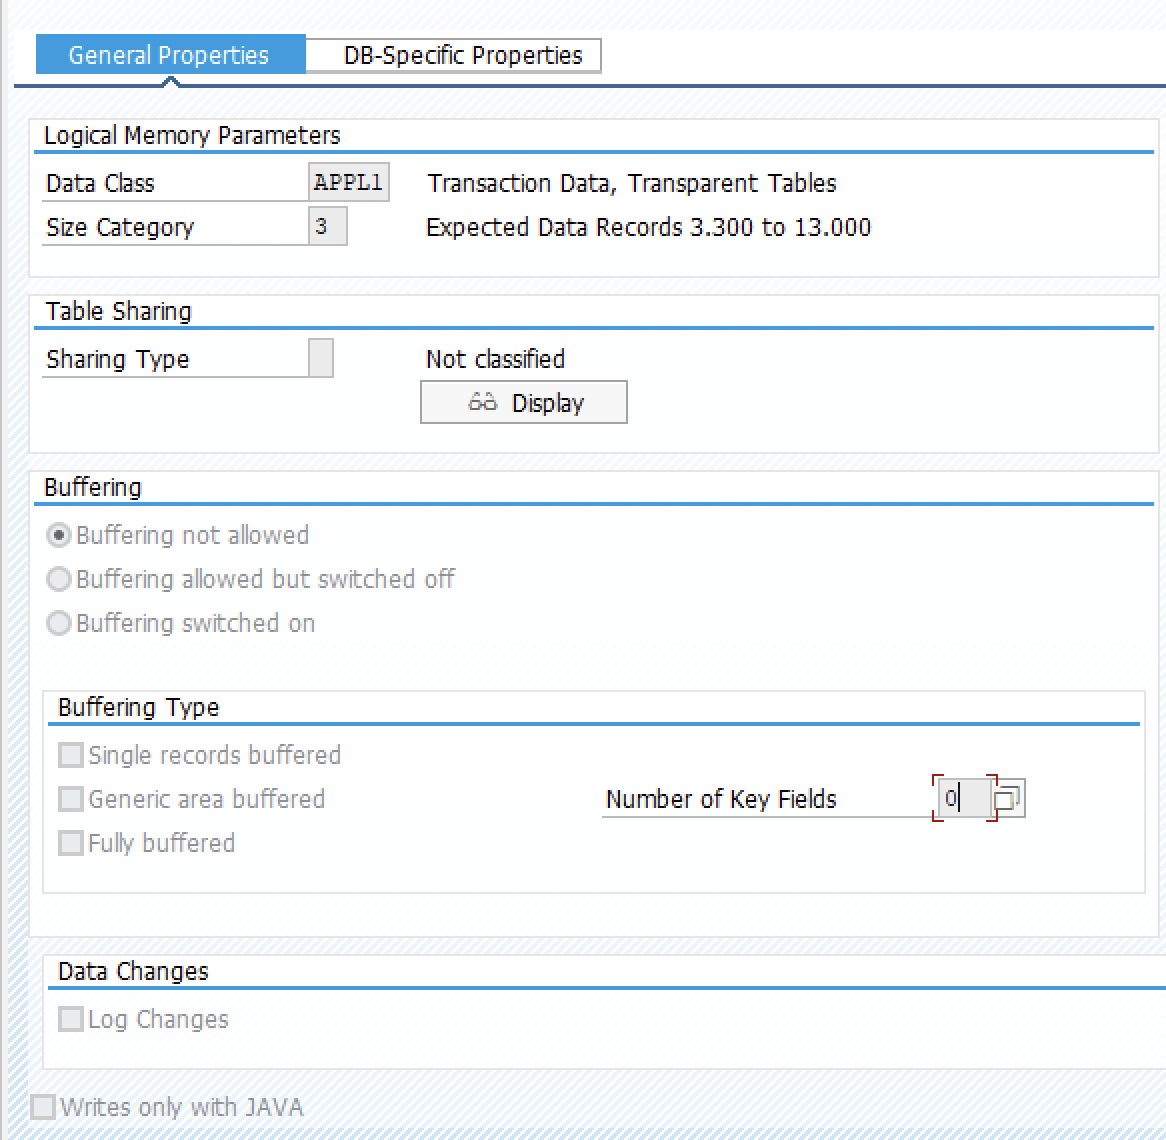 General Properties DB-Specific Properties
Logical Memory Parameters
Data Class APPL1 Transaction Data, Transparent Tables
Size Category 3 Expected Data Records 3.300 to 13.000
Table Sharing
Sharing Type Not classified
Display
Buffering
Buffering not allowed
Buffering allowed but switched off
Buffering switched on
Buffering Type
Single records buffered
Generic area buffered Number of Key Fields 0
Fully buffered
Data Changes
Log Changes
Writes only with JAVA